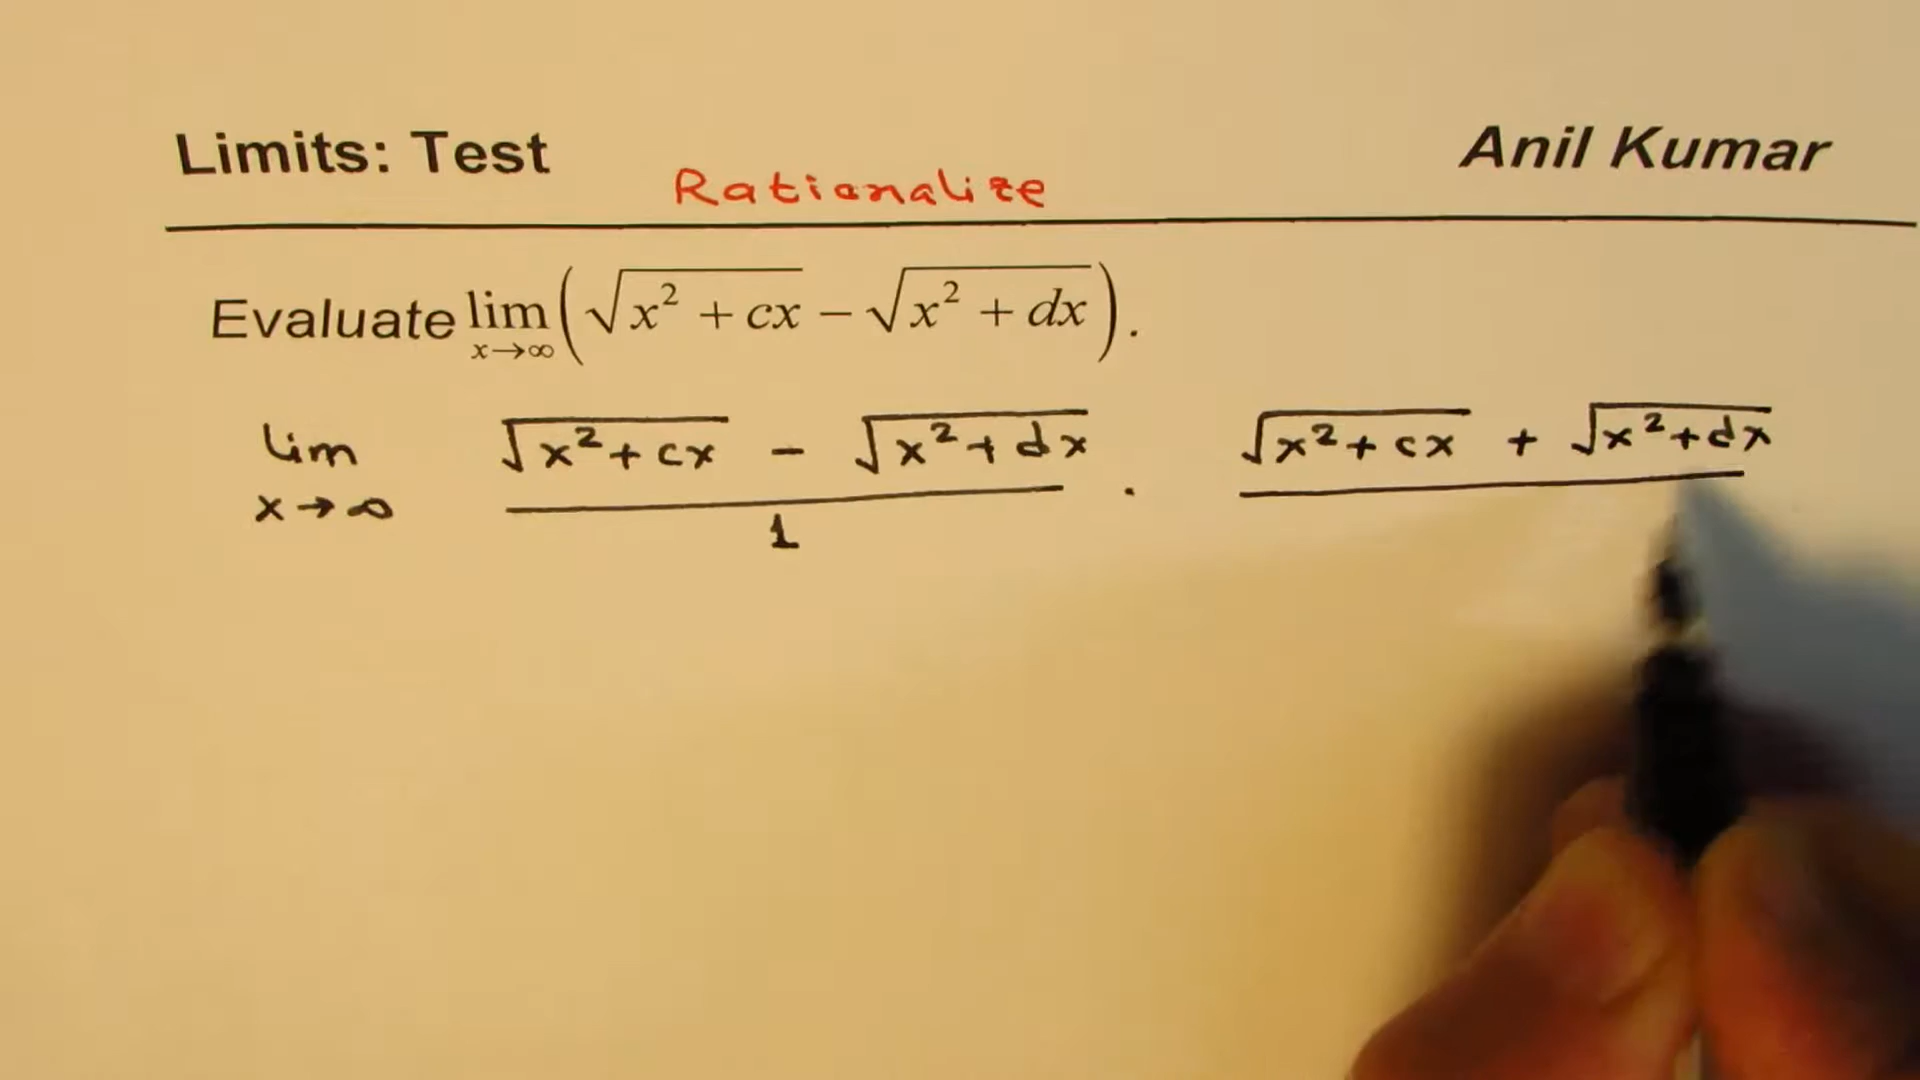 Limits: Test
Anil Kumar
Rationalize
Evaluate lim x→∞ (√(x² + cx) − √(x² + dx)).
lim x→∞ (√(x²+cx) − √(x²+dx))/1 · √(x²+cx) + √(x²+dx)